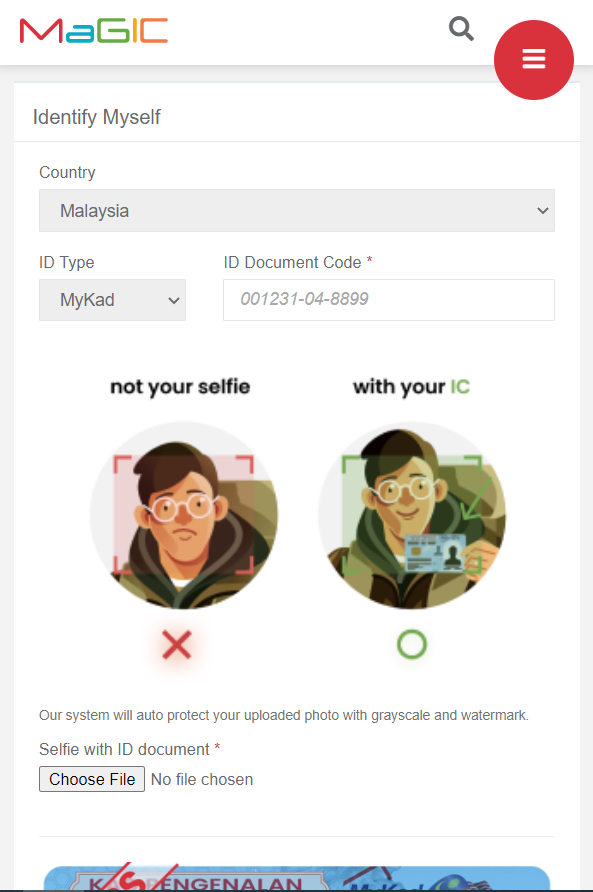 MaGIC
Identify Myself
Country
Malaysia
ID Type
ID Document Code *
MyKad
001231-04-8899
not your selfie
with your IC
Our system will auto protect your uploaded photo with grayscale and watermark.
Selfie with ID document *
Choose File No file chosen
PENGENALAN
MyKad